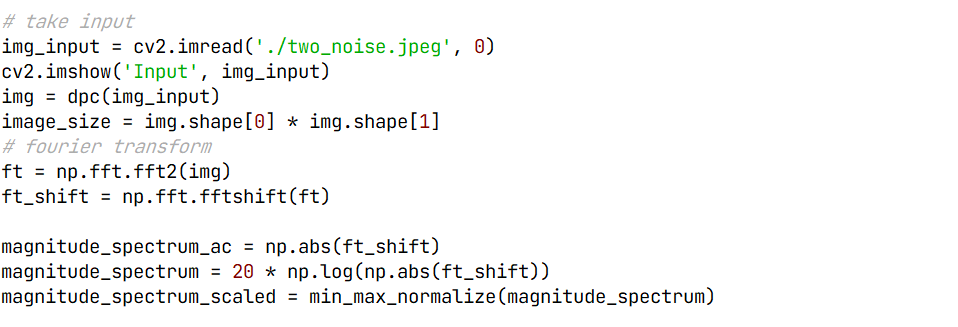 # take input
img_input = cv2.imread('./two_noise.jpeg', 0)
cv2.imshow('Input', img_input)
img = dpc(img_input)
image_size = img.shape[0] * img.shape[1]
# fourier transform
ft = np.fft.fft2(img)
ft_shift = np.fft.fftshift(ft)
magnitude_spectrum_ac = np.abs(ft_shift)
magnitude_spectrum = 20 * np.log(np.abs(ft_shift))
magnitude_spectrum_scaled = min_max_normalize(magnitude_spectrum)